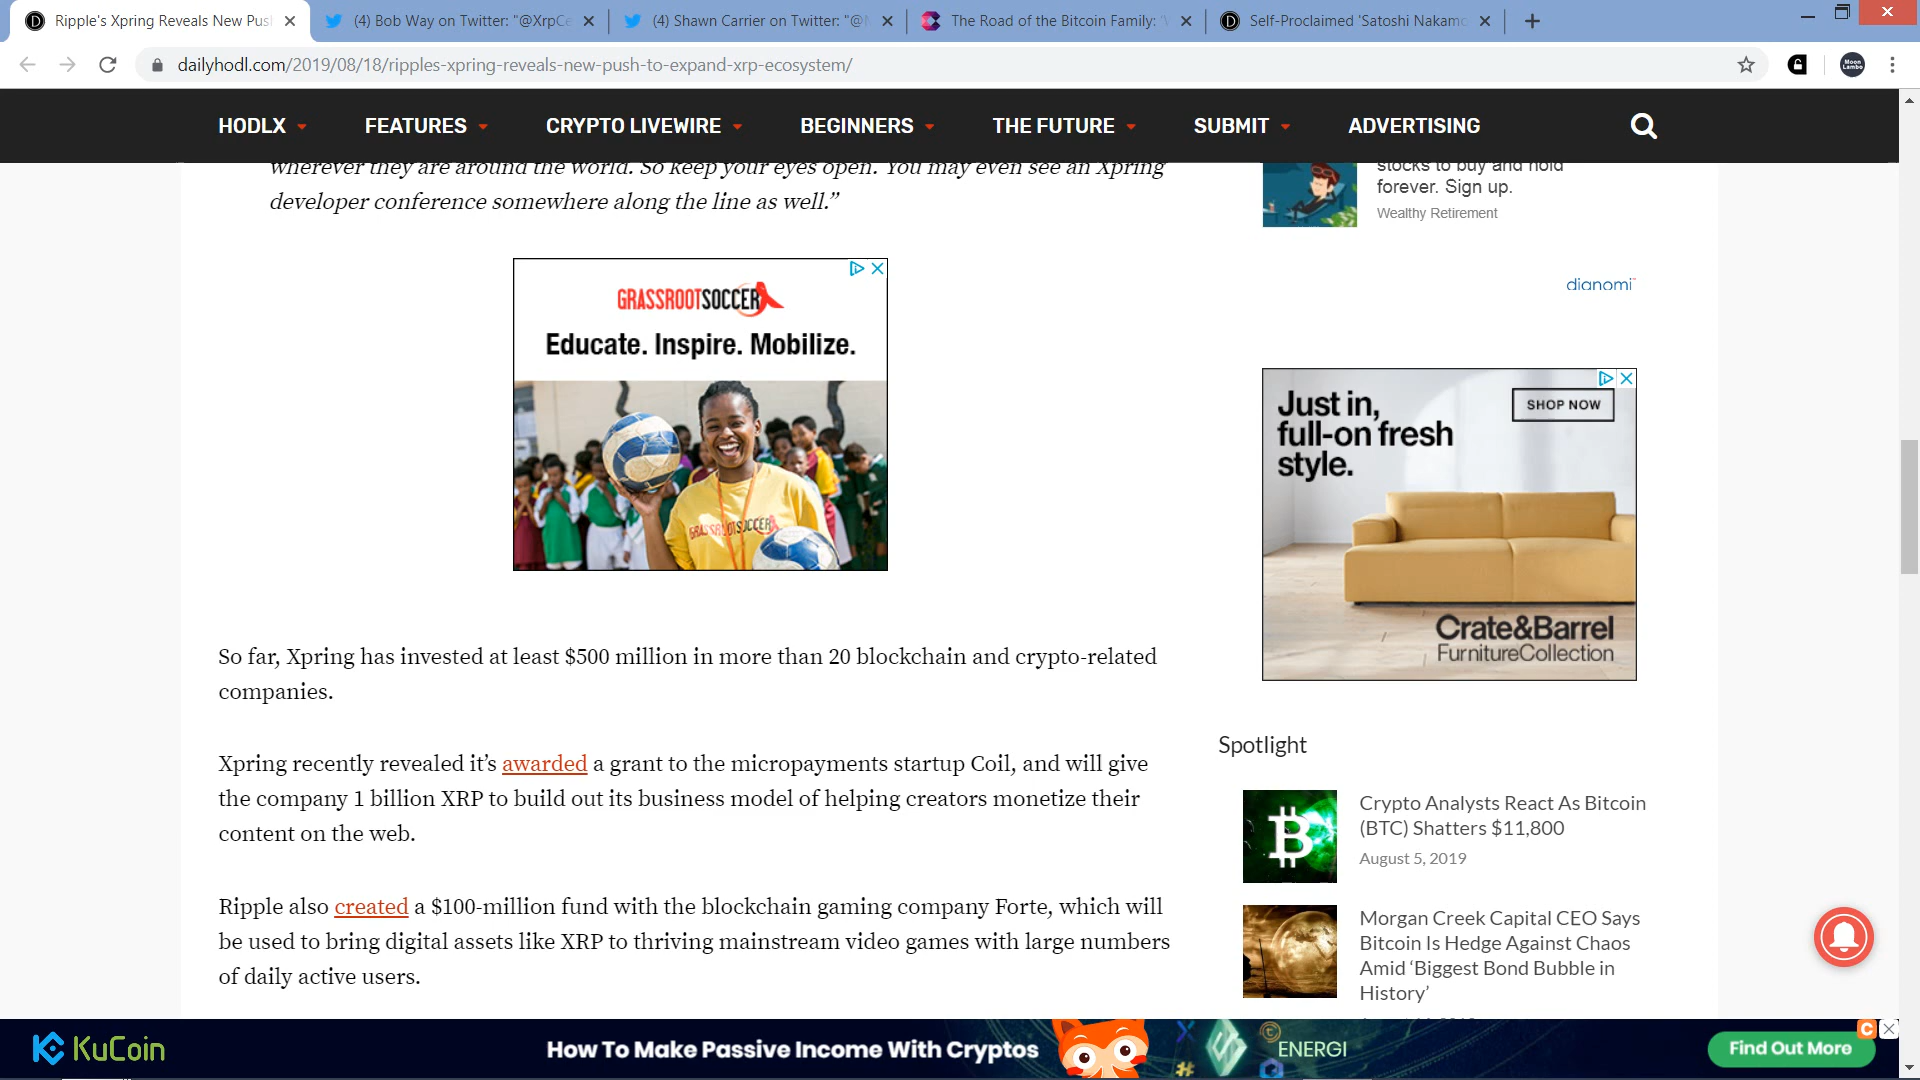 Ripple's Xpring Reveals New Pus
(4) Bob Way on Twitter: "@XrpCe
(4) Shawn Carrier on Twitter: "@
The Road of the Bitcoin Family: '
Self-Proclaimed 'Satoshi Nakamo
dailyhodl.com/2019/08/18/ripples-xpring-reveals-new-push-to-expand-xrp-ecosystem/
HODLX
FEATURES
CRYPTO LIVEWIRE
BEGINNERS
THE FUTURE
SUBMIT
ADVERTISING
wherever they are around the world. So keep your eyes open. You may even see an Xpring
developer conference somewhere along the line as well.”
GRASSROOTSOCCER
Educate. Inspire. Mobilize.
GRASSROOTSOCCER
So far, Xpring has invested at least $500 million in more than 20 blockchain and crypto-related
companies.
Xpring recently revealed it’s awarded a grant to the micropayments startup Coil, and will give
the company 1 billion XRP to build out its business model of helping creators monetize their
content on the web.
Ripple also created a $100-million fund with the blockchain gaming company Forte, which will
be used to bring digital assets like XRP to thriving mainstream video games with large numbers
of daily active users.
stocks to buy and hold
forever. Sign up.
Wealthy Retirement
dianomi
Just in,
full-on fresh
style.
SHOP NOW
Crate&Barrel
FurnitureCollection
Spotlight
Crypto Analysts React As Bitcoin
(BTC) Shatters $11,800
August 5, 2019
Morgan Creek Capital CEO Says
Bitcoin Is Hedge Against Chaos
Amid ‘Biggest Bond Bubble in
History’
KuCoin
How To Make Passive Income With Cryptos
ENERGI
Find Out More